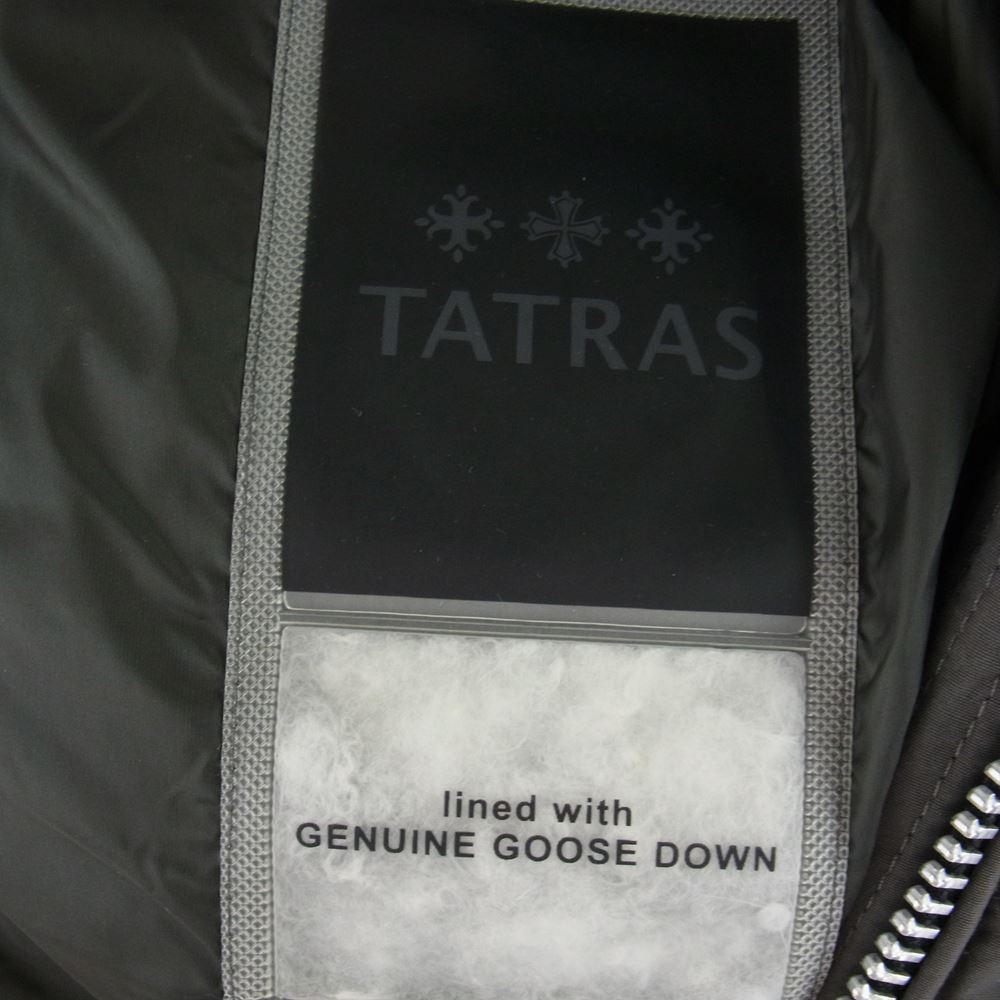 TATRAS
lined with
GENUINE GOOSE DOWN